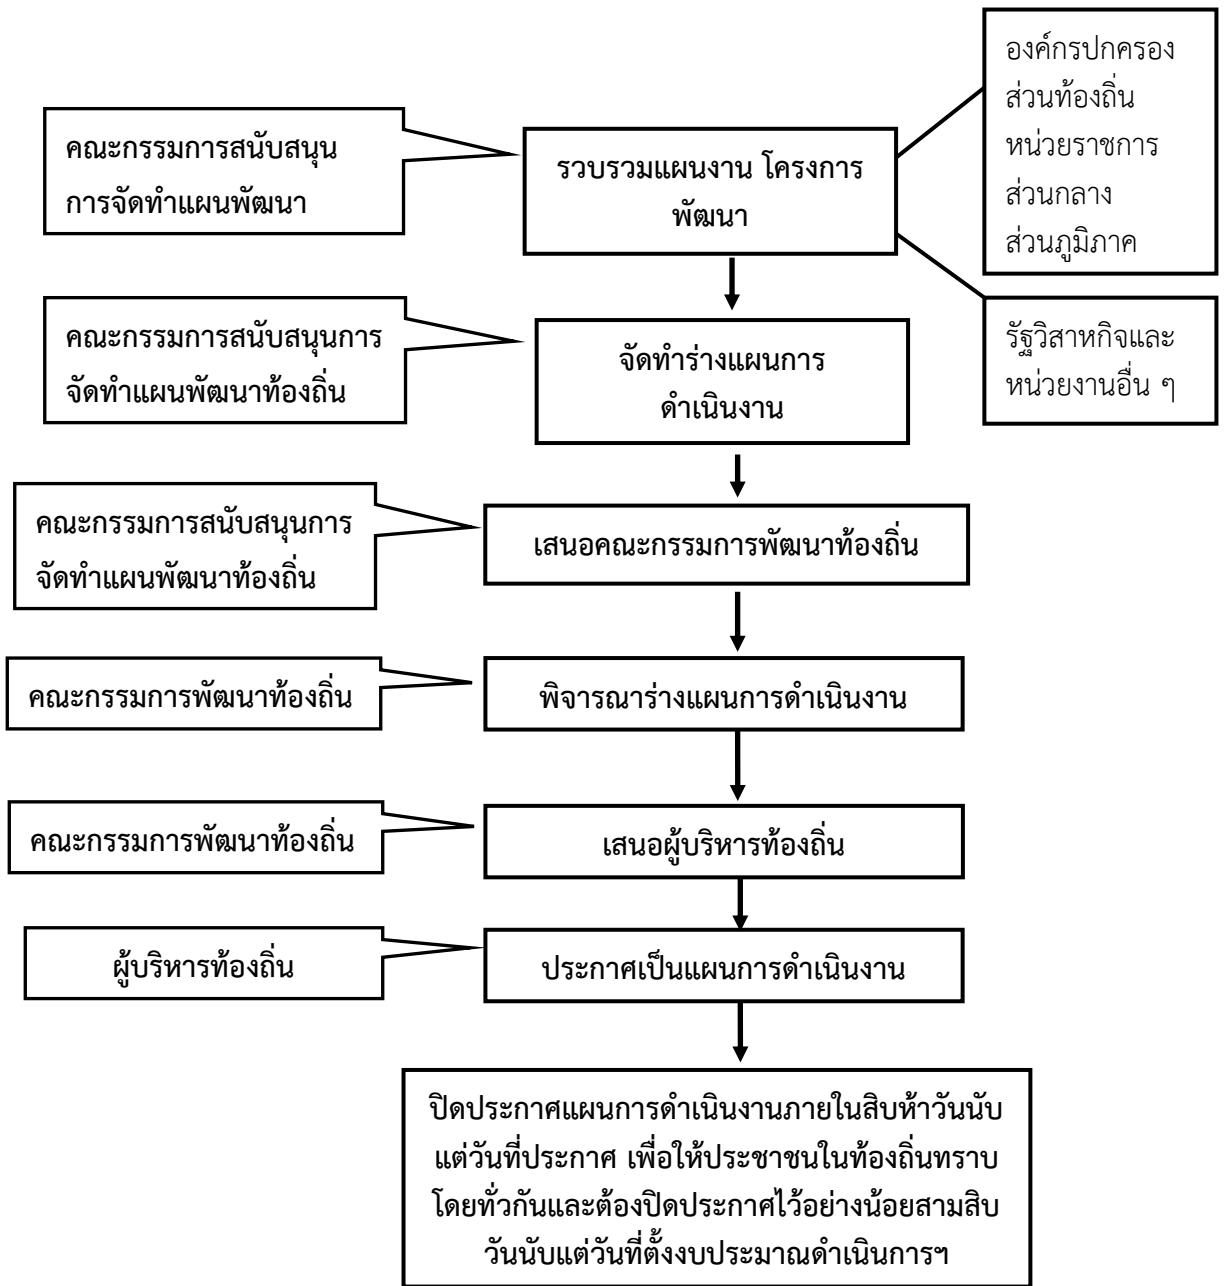 องค์กรปกครอง
ส่วนท้องถิ่น
หน่วยราชการ
ส่วนกลาง
ส่วนภูมิภาค
คณะกรรมการสนับสนุน
การจัดทำแผนพัฒนา
รวบรวมแผนงาน โครงการ
พัฒนา
คณะกรรมการสนับสนุนการ
จัดทำแผนพัฒนาท้องถิ่น
จัดทำร่างแผนการ
ดำเนินงาน
รัฐวิสาหกิจและ
หน่วยงานอื่น ๆ
คณะกรรมการสนับสนุนการ
จัดทำแผนพัฒนาท้องถิ่น
เสนอคณะกรรมการพัฒนาท้องถิ่น
คณะกรรมการพัฒนาท้องถิ่น
พิจารณาร่างแผนการดำเนินงาน
คณะกรรมการพัฒนาท้องถิ่น
เสนอผู้บริหารท้องถิ่น
ผู้บริหารท้องถิ่น
ประกาศเป็นแผนการดำเนินงาน
ปิดประกาศแผนการดำเนินงานภายในสิบห้าวันนับ
แต่วันที่ประกาศ เพื่อให้ประชาชนในท้องถิ่นทราบ
โดยทั่วกันและต้องปิดประกาศไว้อย่างน้อยสามสิบ
วันนับแต่วันที่ตั้งงบประมาณดำเนินการฯ